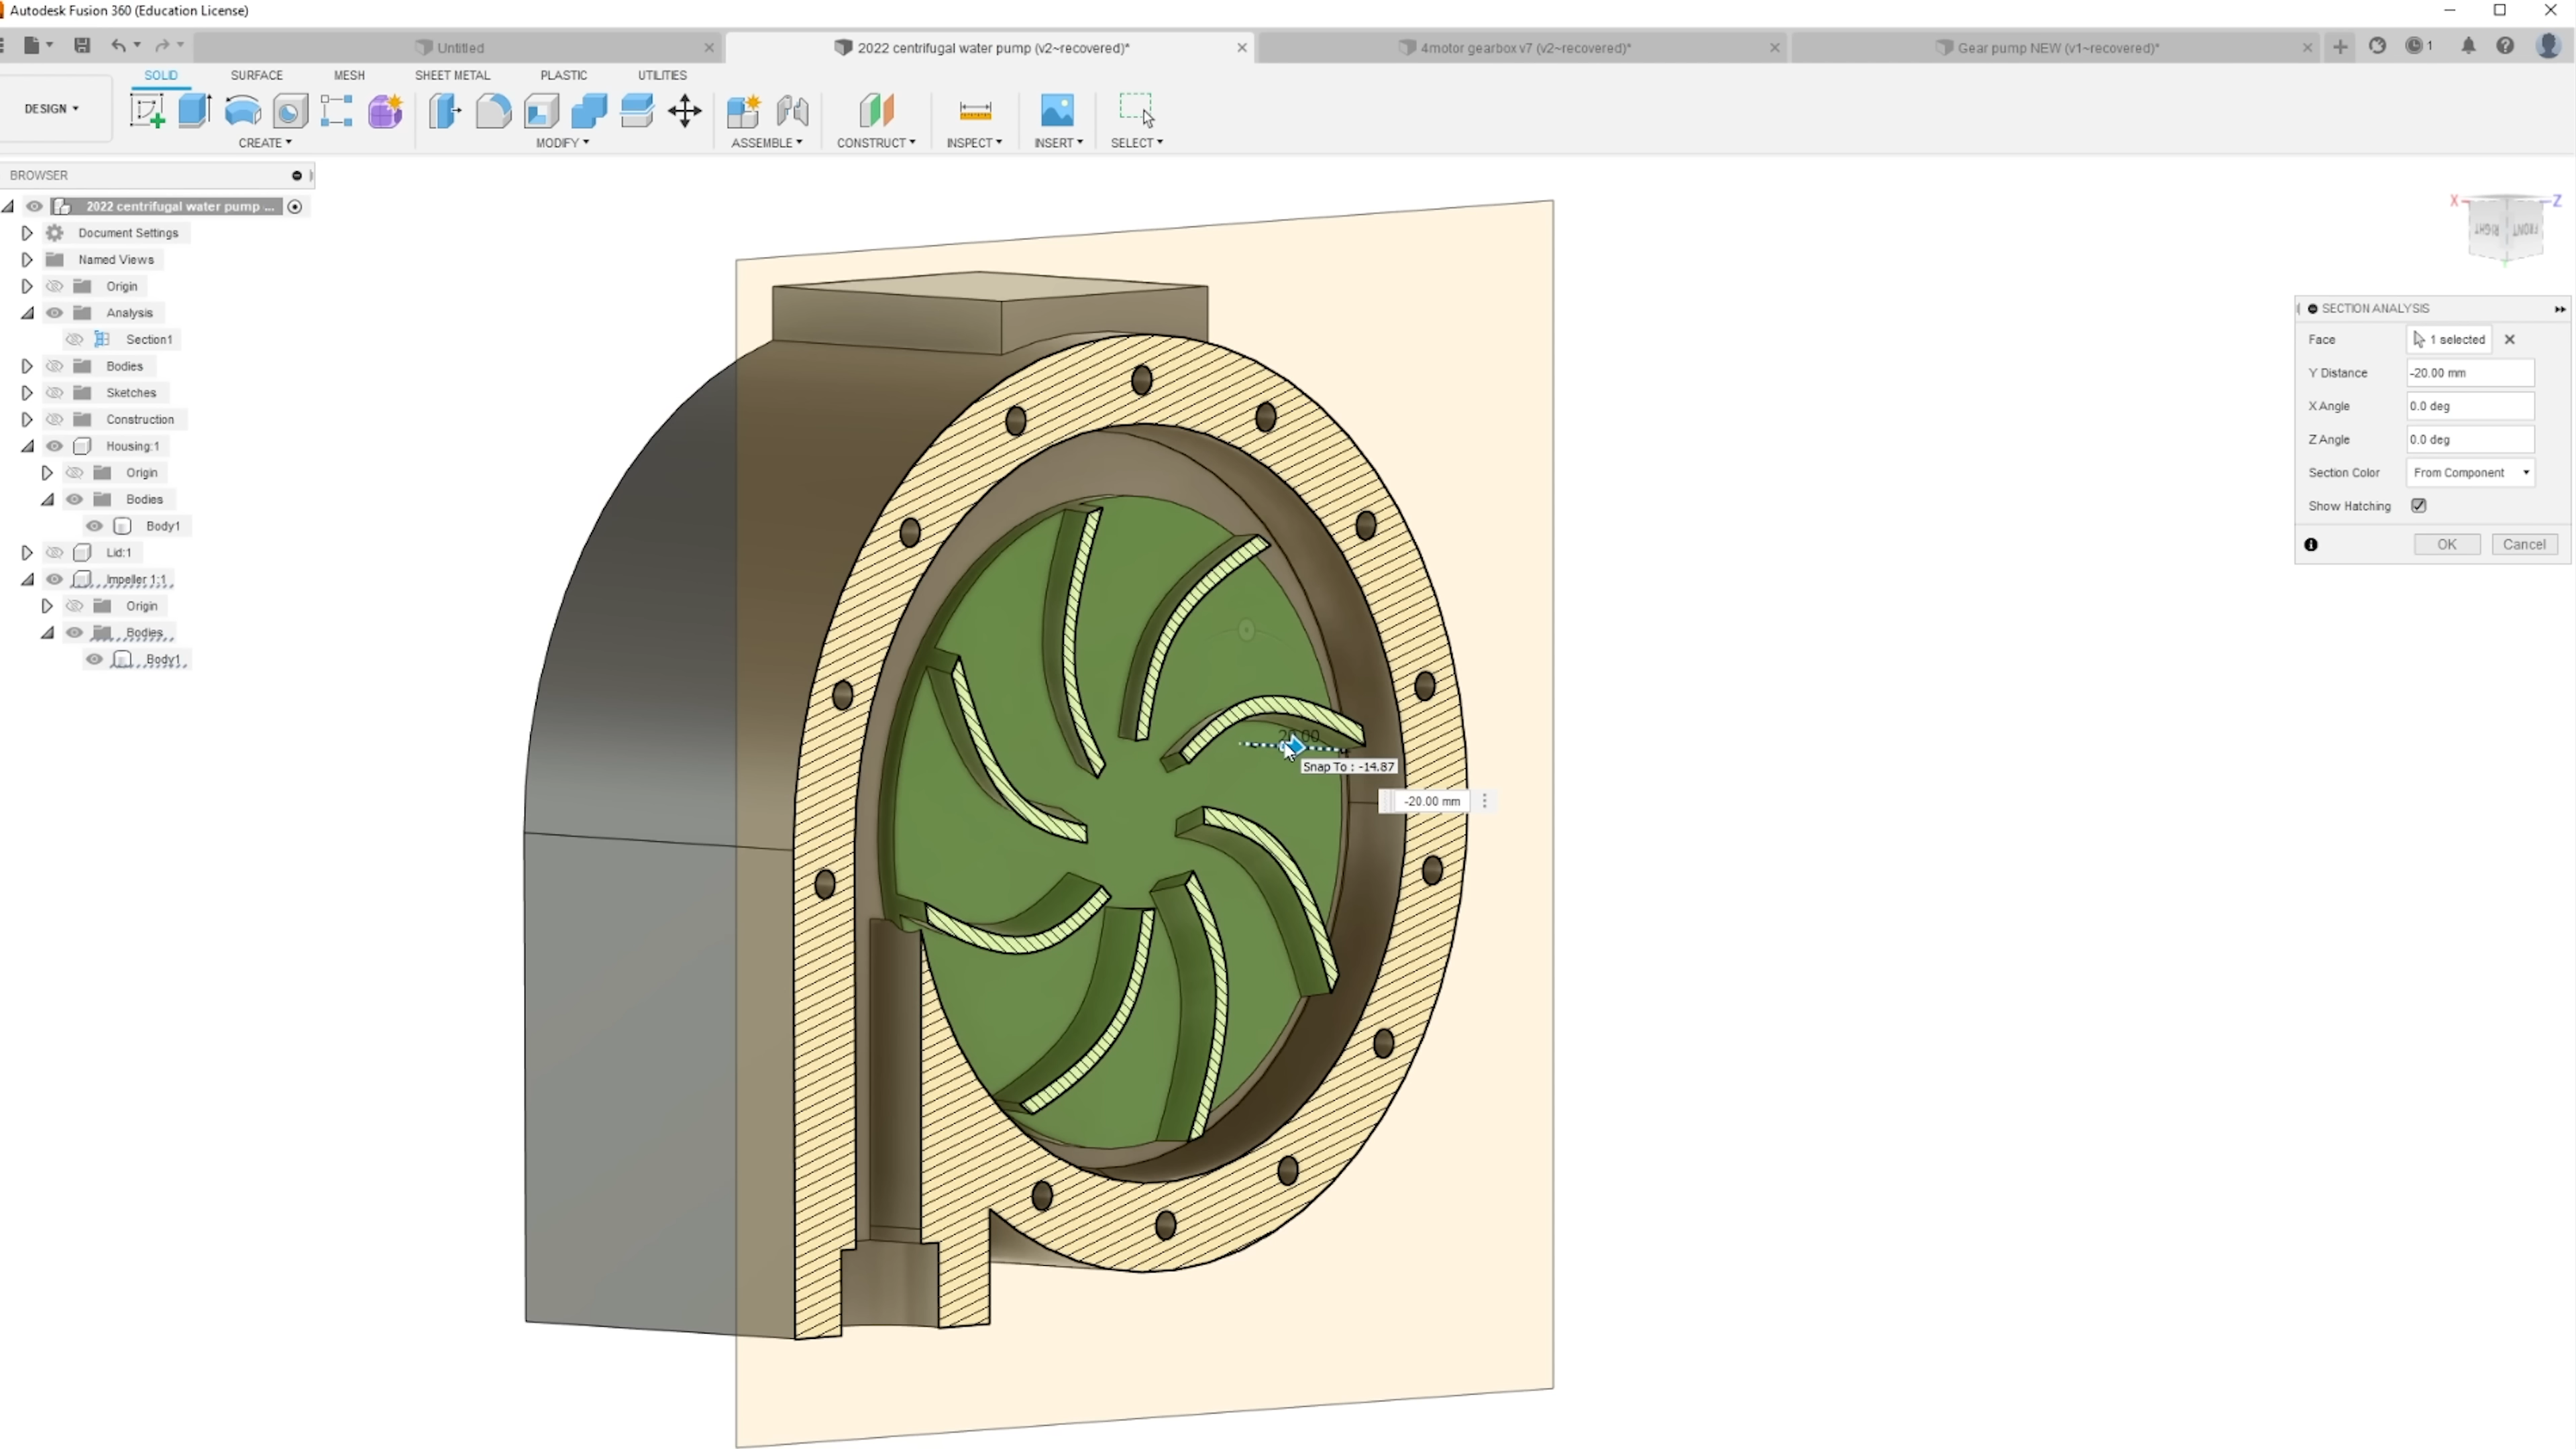 Autodesk Fusion 360 (Education License)
Untitled
2022 centrifugal water pump (v2~recovered)*
4motor gearbox v7 (v2~recovered)*
Gear pump NEW (v1~recovered)*
1
SOLID
SURFACE
MESH
SHEET METAL
PLASTIC
UTILITIES
DESIGN
CREATE
MODIFY
ASSEMBLE
CONSTRUCT
INSPECT
INSERT
SELECT
BROWSER
2022 centrifugal water pump ...
Document Settings
Named Views
Origin
Analysis
Section1
Bodies
Sketches
Construction
Housing:1
Origin
Bodies
Body1
Lid:1
Impeller 1:1
Origin
Bodies
Body1
X
Z
RIGHT
FRONT
SECTION ANALYSIS
Face
1 selected
Y Distance
-20.00 mm
X Angle
0.0 deg
Z Angle
0.0 deg
Section Color
From Component
Show Hatching
OK
Cancel
Snap To : -14.87
-20.00 mm